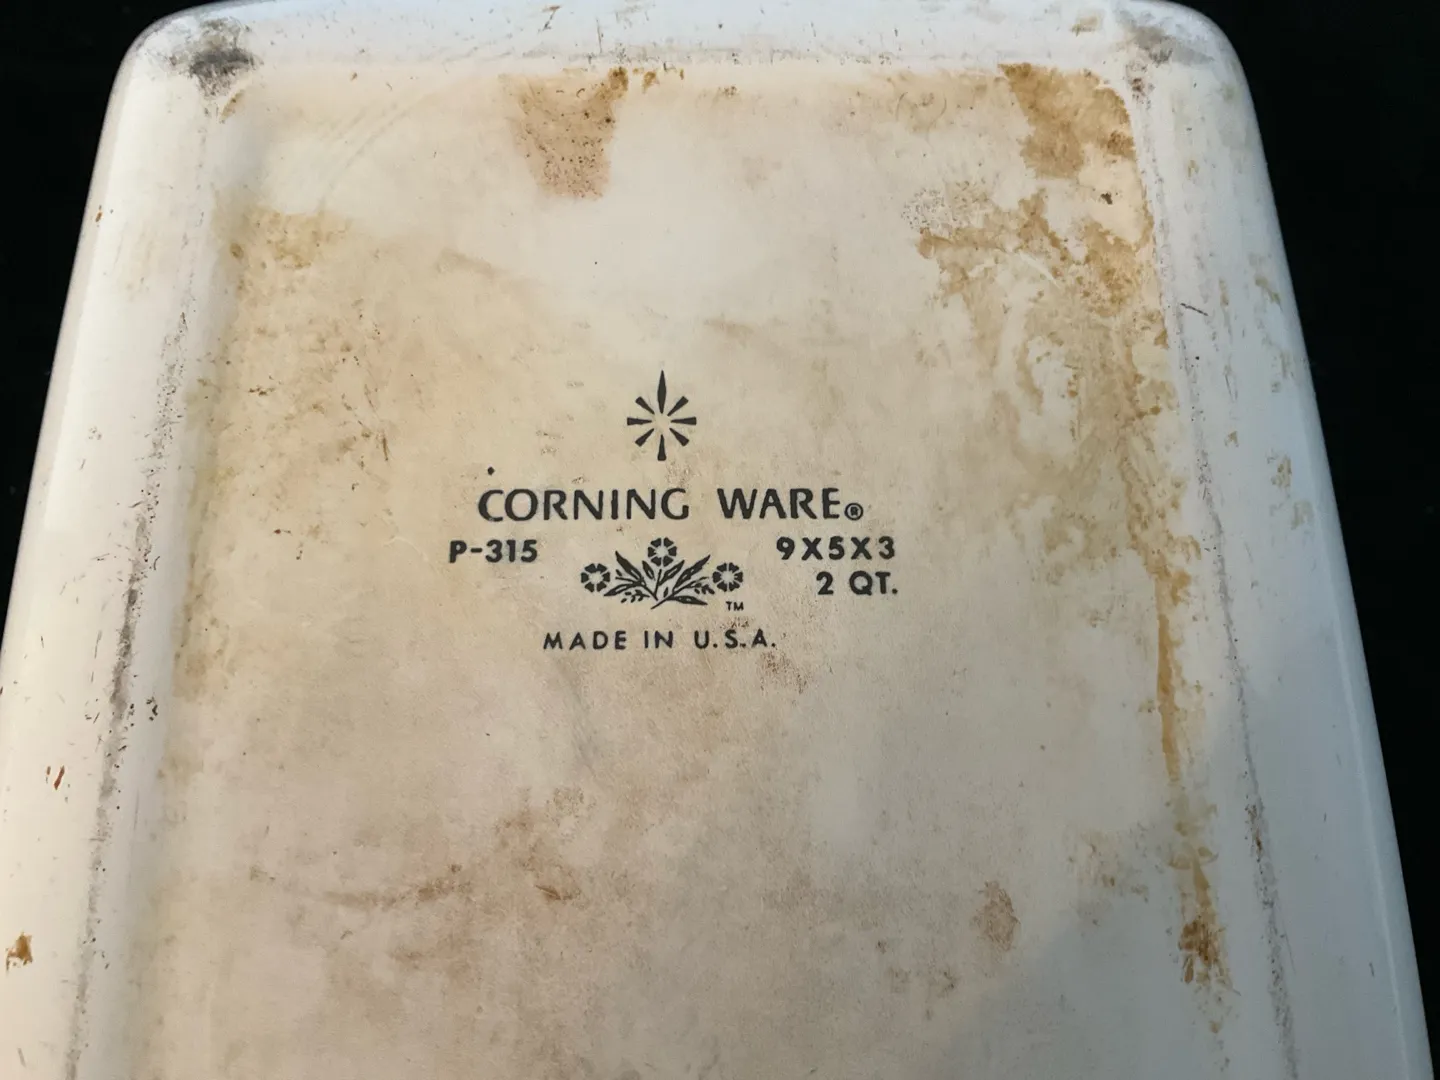 CORNING WARE®
P-315 9X5X3
2 QT.
TM
MADE IN U.S.A.